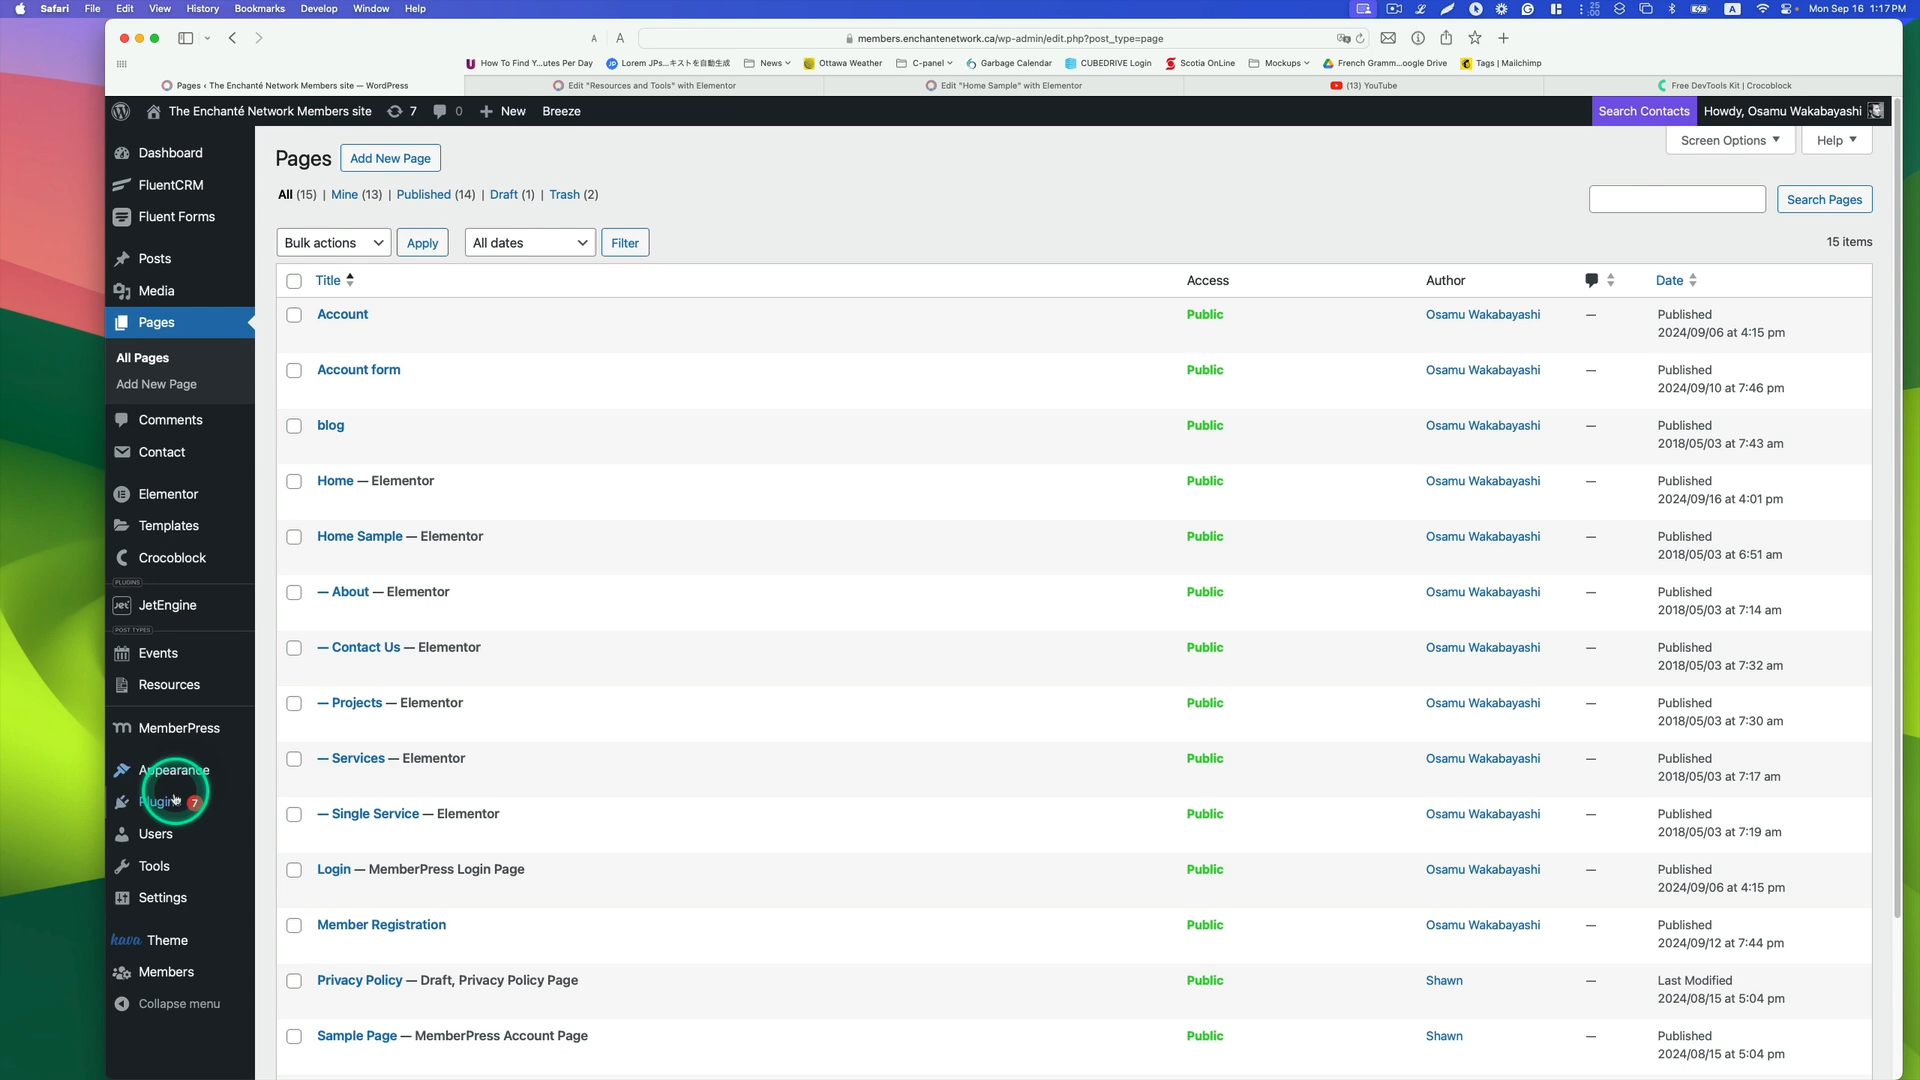 Safari File Edit View History Bookmarks Develop Window Help
25 :00 A Mon Sep 16 1:17 PM
A A members.enchantenetwork.ca/wp-admin/edit.php?post_type=page
How To Find Y...utes Per Day Lorem JPs...キストを自動生成 News Ottawa Weather C-panel Garbage Calendar CUBEDRIVE Login Scotia OnLine Mockups French Gramm...oogle Drive Tags | Mailchimp
Pages ‹ The Enchanté Network Members site — WordPress
Edit "Resources and Tools" with Elementor
Edit "Home Sample" with Elementor
(13) YouTube
Free DevTools Kit | Crocoblock
The Enchanté Network Members site 7 0 New Breeze Search Contacts Howdy, Osamu Wakabayashi
Dashboard
FluentCRM
Fluent Forms
Posts
Media
Pages
All Pages
Add New Page
Comments
Contact
Elementor
Templates
Crocoblock
PLUGINS
JetEngine
POST TYPES
Events
Resources
MemberPress
Appearance
Plugins 7
Users
Tools
Settings
kava Theme
Members
Collapse menu
Screen Options Help
Pages Add New Page
All (15) | Mine (13) | Published (14) | Draft (1) | Trash (2)
Search Pages
Bulk actions Apply All dates Filter 15 items
Title Access Author Date
Account Public Osamu Wakabayashi — Published
2024/09/06 at 4:15 pm
Account form Public Osamu Wakabayashi — Published
2024/09/10 at 7:46 pm
blog Public Osamu Wakabayashi — Published
2018/05/03 at 7:43 am
Home — Elementor Public Osamu Wakabayashi — Published
2024/09/16 at 4:01 pm
Home Sample — Elementor Public Osamu Wakabayashi — Published
2018/05/03 at 6:51 am
— About — Elementor Public Osamu Wakabayashi — Published
2018/05/03 at 7:14 am
— Contact Us — Elementor Public Osamu Wakabayashi — Published
2018/05/03 at 7:32 am
— Projects — Elementor Public Osamu Wakabayashi — Published
2018/05/03 at 7:30 am
— Services — Elementor Public Osamu Wakabayashi — Published
2018/05/03 at 7:17 am
— Single Service — Elementor Public Osamu Wakabayashi — Published
2018/05/03 at 7:19 am
Login — MemberPress Login Page Public Osamu Wakabayashi — Published
2024/09/06 at 4:15 pm
Member Registration Public Osamu Wakabayashi — Published
2024/09/12 at 7:44 pm
Privacy Policy — Draft, Privacy Policy Page Public Shawn — Last Modified
2024/08/15 at 5:04 pm
Sample Page — MemberPress Account Page Public Shawn — Published
2024/08/15 at 5:04 pm